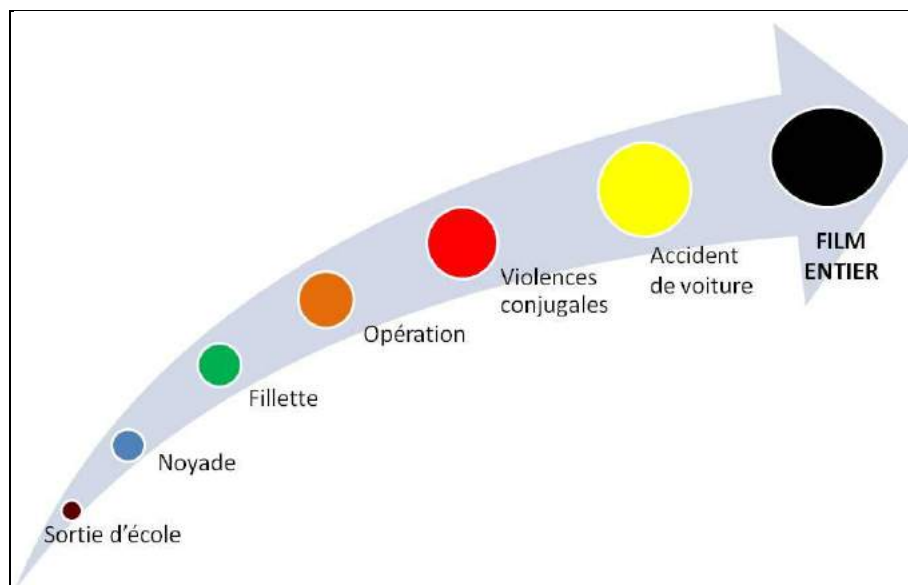 FILM
ENTIER
Accident
de voiture
Violences
conjugales
Opération
Fillette
Noyade
Sortie d'école